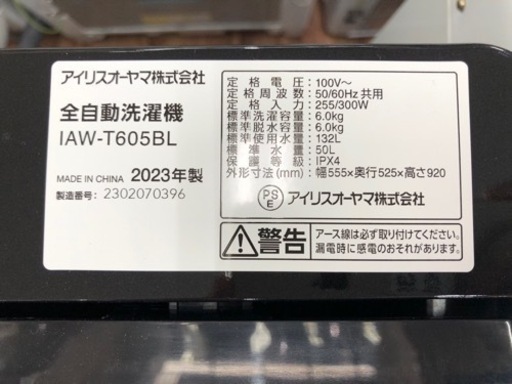 アイリスオーヤマ株式会社
全自動洗濯機
IAW-T605BL
MADE IN CHINA 2023年製
製造番号: 2302070396
定格電圧:100V～
定格周波数:50/60Hz共用
定格入力:255/300W
標準洗濯容量:6.0kg
標準脱水容量:6.0kg
標準使用水量:132L
標準水量:50L
保護等級:IPX4
外形寸法(mm):幅555×奥行525×高さ920
PS
E
アイリスオーヤマ株式会社
警告
アース線は必ず取り付けてください。
漏電時に感電のおそれがあります。